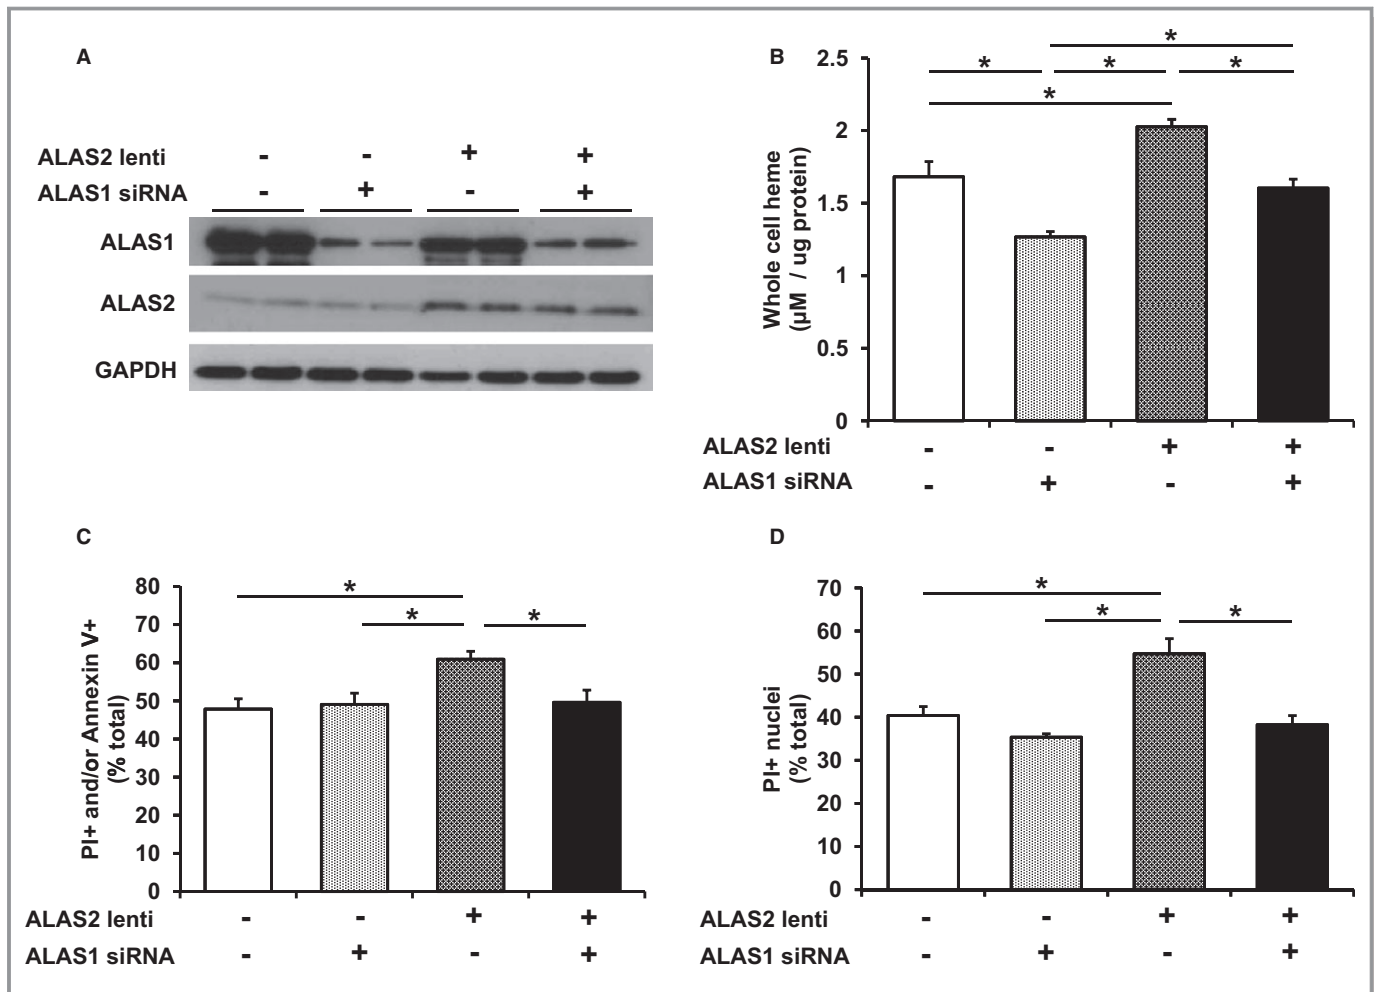 A
ALAS2 lenti - - + +
ALAS1 siRNA - + - +
ALAS1
ALAS2
GAPDH
B
* 
* * *
*
2.5
2
1.5
1
0.5
0
Whole cell heme
(µM / ug protein)
ALAS2 lenti - - + +
ALAS1 siRNA - + - +
C
*
* *
80
70
60
50
40
30
20
10
0
PI+ and/or Annexin V+
(% total)
ALAS2 lenti - - + +
ALAS1 siRNA - + - +
D
*
* *
70
60
50
40
30
20
10
0
PI+ nuclei
(% total)
ALAS2 lenti - - + +
ALAS1 siRNA - + - +